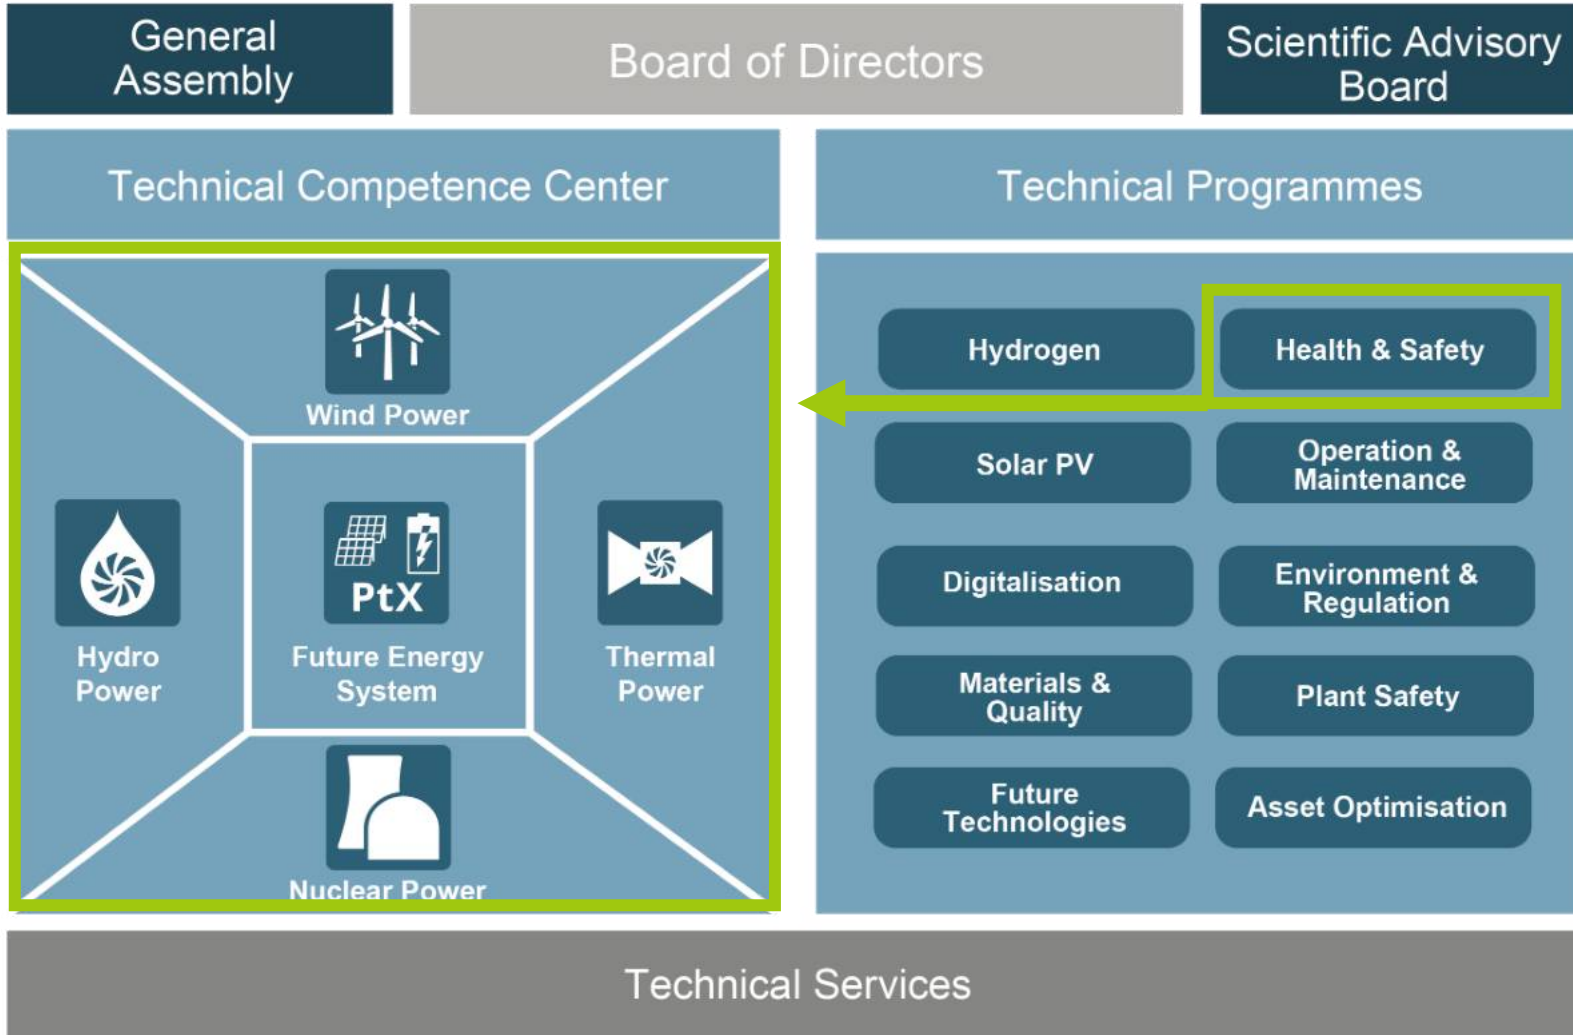 General
Assembly
Board of Directors
Scientific Advisory
Board
Technical Competence Center
Technical Programmes
Wind Power
Hydro
Power
PtX
Future Energy
System
Thermal
Power
Nuclear Power
Hydrogen
Health & Safety
Solar PV
Operation &
Maintenance
Digitalisation
Environment &
Regulation
Materials &
Quality
Plant Safety
Future
Technologies
Asset Optimisation
Technical Services